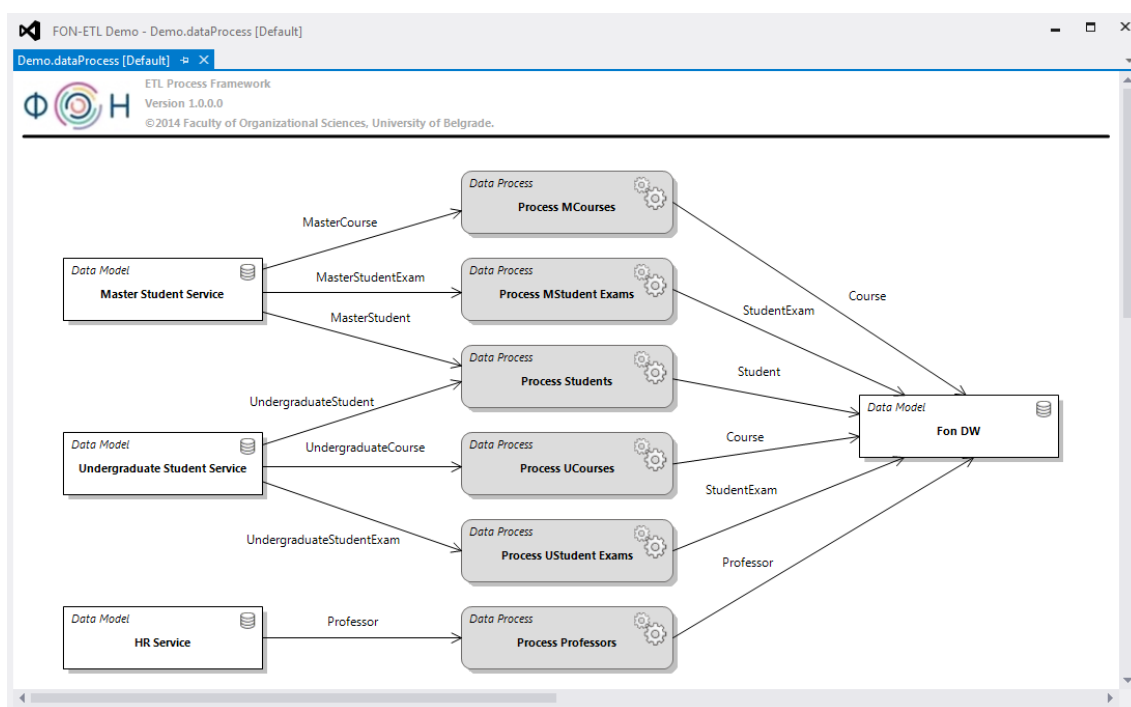 FON-ETL Demo - Demo.dataProcess [Default]
Demo.dataProcess [Default]
ETL Process Framework
Version 1.0.0.0
©2014 Faculty of Organizational Sciences, University of Belgrade.
Ф Н
Data Process
Process MCourses
MasterCourse
Data Model
Master Student Service
MasterStudentExam
Data Process
Process MStudent Exams
Course
StudentExam
MasterStudent
Data Process
Process Students
Student
UndergraduateStudent
Data Model
Fon DW
Data Model
Undergraduate Student Service
UndergraduateCourse
Data Process
Process UCourses
Course
StudentExam
UndergraduateStudentExam
Data Process
Process UStudent Exams
Professor
Data Model
HR Service
Professor
Data Process
Process Professors